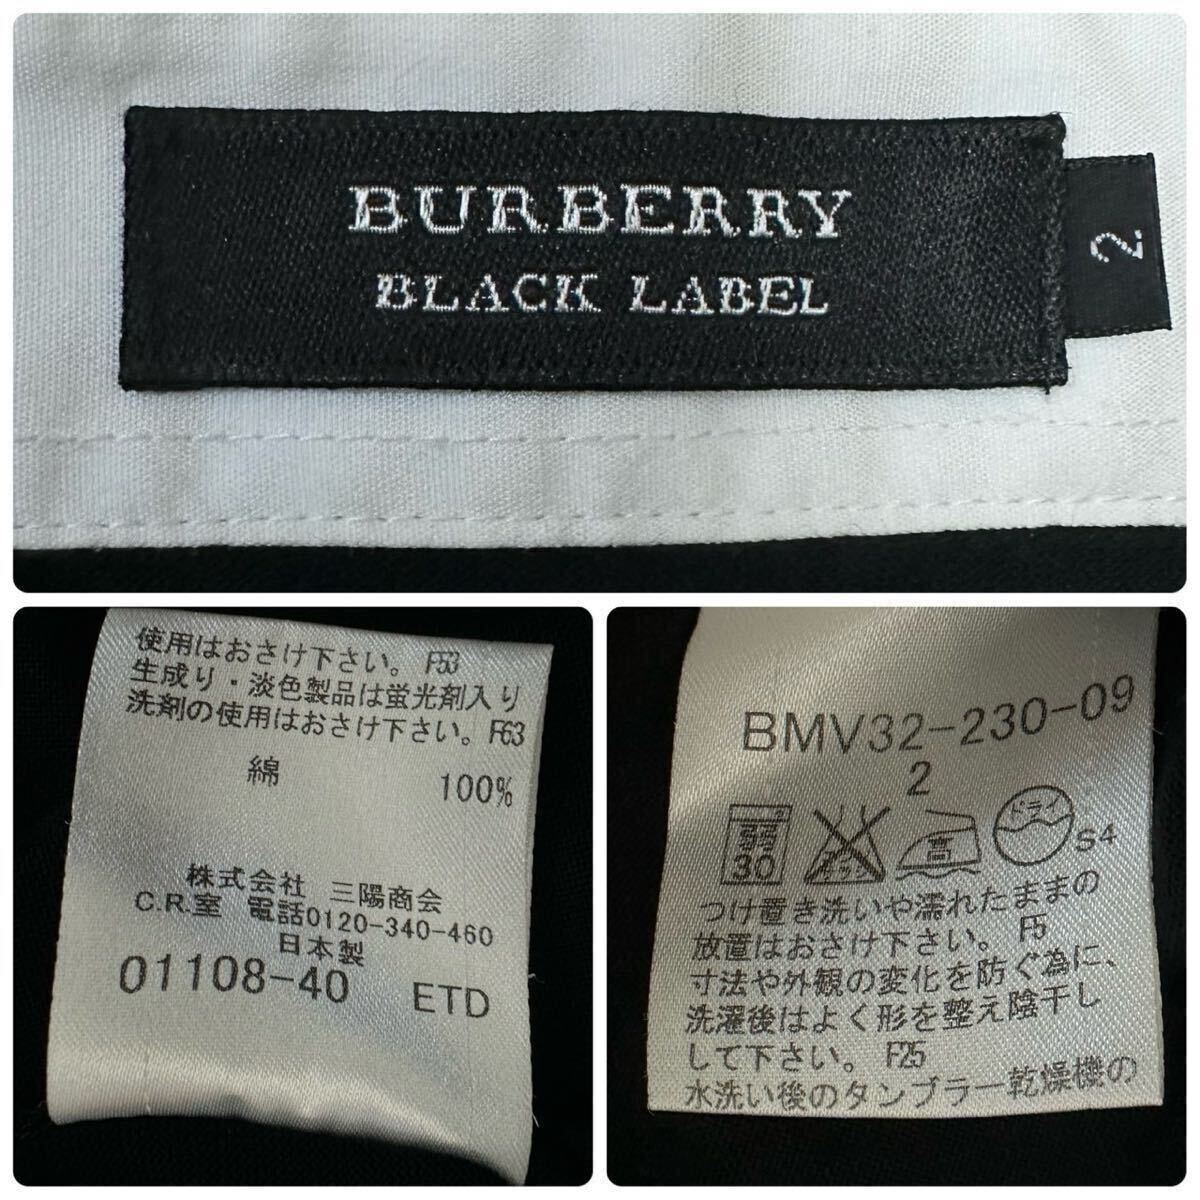 BURBERRY
BLACK LABEL
2
使用はおさけ下さい。 F53
生成り・淡色製品は蛍光剤入り
洗剤の使用はおさけ下さい。F63
綿 100%
株式会社 三陽商会
C.R.室 電話0120-340-460
日本製
01108-40 ETD
BMV32-230-09
2
30
高
ドライ
S4
つけ置き洗いや濡れたままの
放置はおさけ下さい。 F5
寸法や外観の変化を防ぐ為に、
洗濯後はよく形を整え陰干し
して下さい。 F25
水洗い後のタンブラー乾燥機の